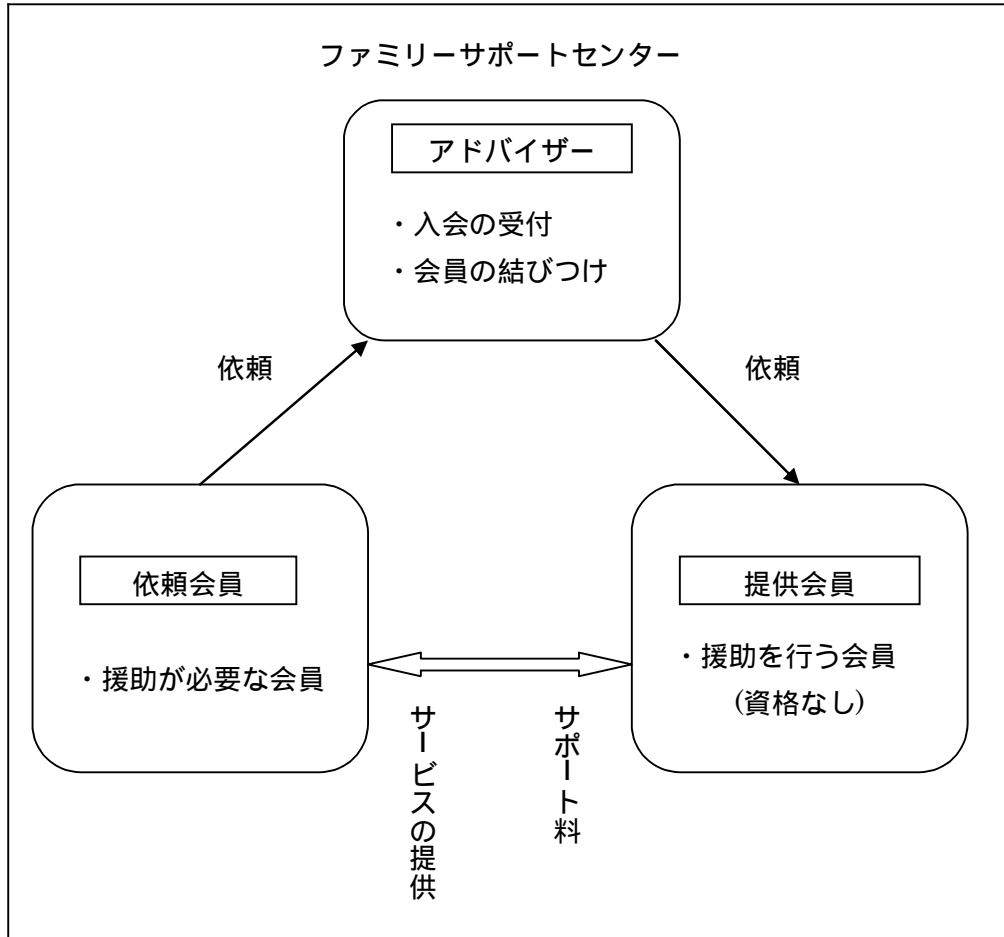 ファミリーサポートセンター
アドバイザー
・入会の受付
・会員の結びつけ
依頼
依頼
依頼会員
・援助が必要な会員
提供会員
・援助を行う会員
(資格なし)
サービスの提供
サポート料